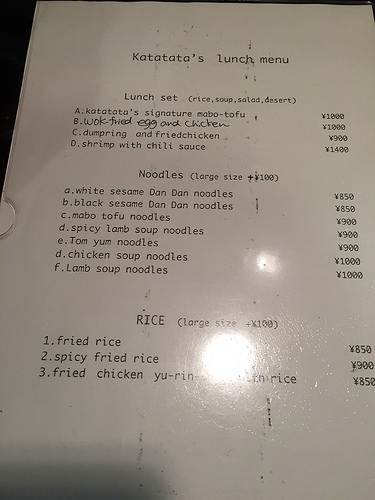 Katatata's lunch menu
Lunch set (rice,soup,salad,desert)
A.katatata's signature mabo-tofu ¥1000
B.wok-fried egg and chicken ¥1000
C.dumpring and friedchicken ¥900
D.shrimp with chili sauce ¥1400
Noodles (large size +¥100)
a.white sesame Dan Dan noodles ¥850
b.black sesame Dan Dan noodles ¥850
c.mabo tofu noodles ¥900
d.spicy lamb soup noodles ¥900
e.Tom yum noodles ¥900
d.chicken soup noodles ¥1000
f.Lamb soup noodles ¥1000
RICE (large size +¥100)
1.fried rice ¥850
2.spicy fried rice ¥900
3.fried chicken yu-rin- rice ¥850